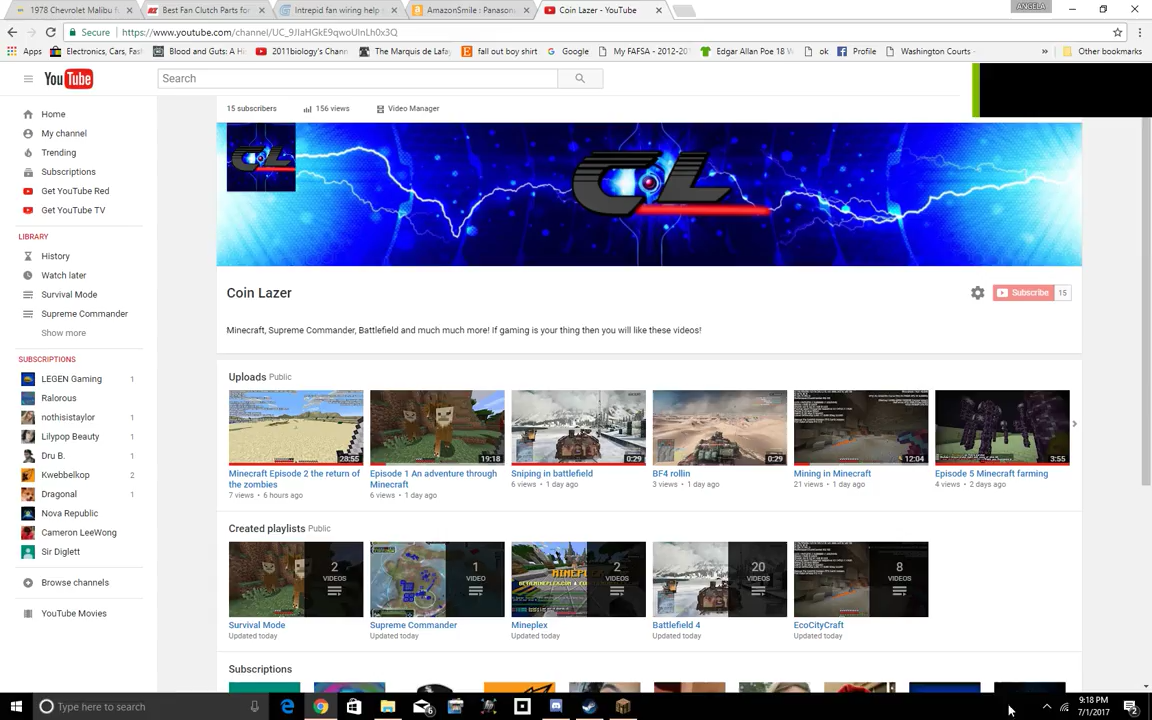 1978 Chevrolet Malibu f
Best Fan Clutch Parts for
Intrepid fan wiring help
AmazonSmile : Panasoni
Coin Lazer - YouTube
ANGELA
Secure
https://www.youtube.com/channel/UC_9JIaHGkE9qwoUInLh0x3Q
Apps
Electronics, Cars, Fas
Blood and Guts: A Hi
2011biology's Chann
The Marquis de Lafay
fall out boy shirt
Google
My FAFSA - 2012-20
Edgar Allan Poe 18 W
ok
Profile
Washington Courts -
»
Other bookmarks
YouTube
Search
15 subscribers
156 views
Video Manager
Home
My channel
Trending
Subscriptions
Get YouTube Red
Get YouTube TV
LIBRARY
History
Watch later
Survival Mode
Supreme Commander
Show more
SUBSCRIPTIONS
LEGEN Gaming 1
Ralorous
nothisistaylor 1
Lilypop Beauty 1
Dru B. 1
Kwebbelkop 2
Dragonal 1
Nova Republic
Cameron LeeWong
Sir Diglett
Browse channels
YouTube Movies
CL
CL
Coin Lazer
Subscribe 15
Minecraft, Supreme Commander, Battlefield and much much more! If gaming is your thing then you will like these videos!
Uploads Public
28:55
Minecraft Episode 2 the return of
the zombies
7 views • 6 hours ago
19:18
Episode 1 An adventure through
Minecraft
6 views • 1 day ago
0:29
Sniping in battlefield
6 views • 1 day ago
0:29
BF4 rollin
3 views • 1 day ago
12:04
Mining in Minecraft
21 views • 1 day ago
3:55
Episode 5 Minecraft farming
4 views • 2 days ago
Created playlists Public
2
VIDEOS
Survival Mode
Updated today
1
VIDEO
Supreme Commander
Updated today
2
VIDEOS
Mineplex
Updated today
20
VIDEOS
Battlefield 4
Updated today
8
VIDEOS
EcoCityCraft
Updated today
Subscriptions
Type here to search
6
9:18 PM
7/1/2017
2